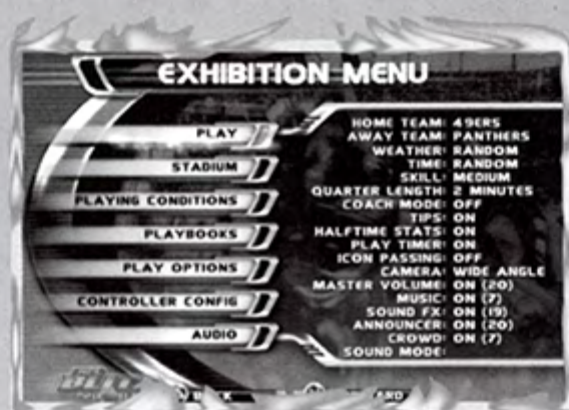 EXHIBITION MENU
PLAY
STADIUM
PLAYING CONDITIONS
PLAYBOOKS
PLAY OPTIONS
CONTROLLER CONFIG
AUDIO
HOME TEAM: 49ERS
AWAY TEAM: PANTHERS
WEATHER: RANDOM
TIME: RANDOM
SKILL: MEDIUM
QUARTER LENGTH: 2 MINUTES
COACH MODE: OFF
TIPS: ON
HALFTIME STATS: ON
PLAY TIMER: ON
ICON PASSING: OFF
CAMERA: WIDE ANGLE
MASTER VOLUME: ON (20)
MUSIC: ON (7)
SOUND FX: ON (19)
ANNOUNCER: ON (20)
CROWD: ON (7)
SOUND MODE: